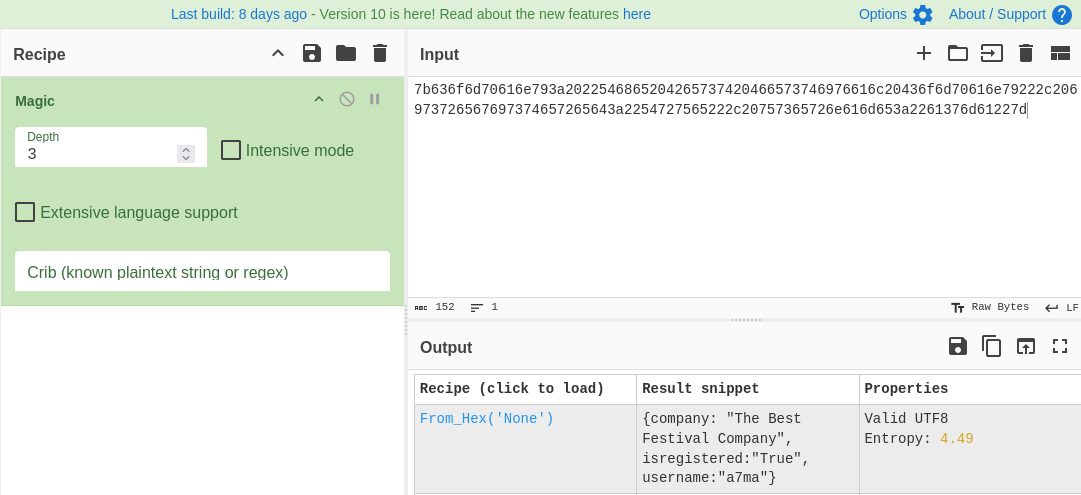 Last build: 8 days ago - Version 10 is here! Read about the new features here
Options
About / Support
Recipe
Magic
Depth
3
Intensive mode
Extensive language support
Crib (known plaintext string or regex)
Input
7b636f6d70616e793a202254686520426573742046657374697616c20436f6d70616e79222c206
973726567697374657265643a2254727565222c20757365726e616d653a2261376d61227d
152
1
Raw Bytes
LF
Output
Recipe (click to load)
Result snippet
Properties
From_Hex('None')
{company: "The Best
Festival Company",
isregistered:"True",
username:"a7ma"}
Valid UTF8
Entropy: 4.49